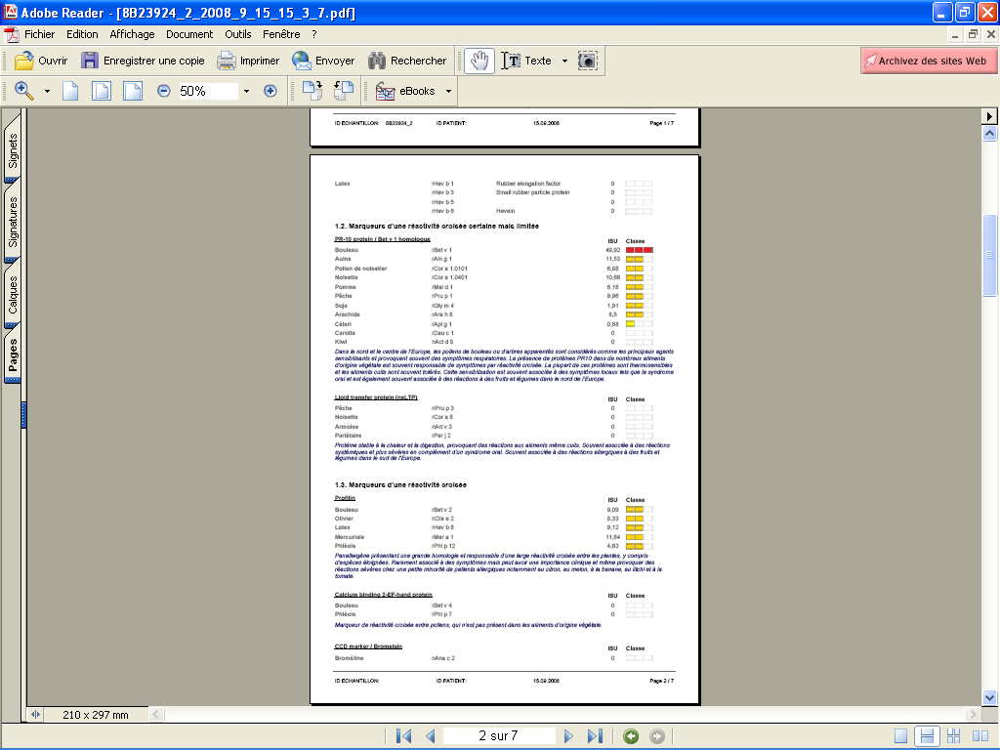 Adobe Reader - [8B23924_2_2008_9_15_15_3_7.pdf]
Fichier Edition Affichage Document Outils Fenêtre ?
Ouvrir Enregistrer une copie Imprimer Envoyer Rechercher Texte Archivez des sites Web
50% eBooks
Signets
Signatures
Calques
Pages
ID ECHANTILLON: 8B23924_2 ID PATIENT: 15.09.2008 Page 1 / 7
Latex rHev b 1 Rubber elongation factor 0
rHev b 3 Small rubber particle protein 0
rHev b 5 0
rHev b 6 Hevein 0
1.2. Marqueurs d'une réactivité croisée certaine mais limitée
PR-10 protein / Bet v 1 homologue ISU Classe
Bouleau rBet v 1 49,92
Aulne rAln g 1 11,53
Pollen de noisetier rCor a 1.0101 6,88
Noisette rCor a 1.0401 10,66
Pomme rMal d 1 6,16
Pêche rPru p 1 9,96
Soja rGly m 4 1,91
Arachide rAra h 8 8,5
Céleri rApi g 1 0,68
Carotte rDau c 1 0
Kiwi nAct d 8 0
Dans le nord et le centre de l'Europe, les pollens de bouleau ou d'arbres apparentés sont considérés comme les principaux agents
sensibilisants et provoquent souvent des symptômes respiratoires. La présence de protéines PR10 dans de nombreux aliments
d'origine végétale est souvent responsable de symptômes par réactivité croisée. La plupart de ces protéines sont thermosensibles
et les aliments cuits sont souvent tolérés. Cette sensibilisation est souvent associée à des symptômes locaux tels que le syndrome
oral et est également souvent associée à des réactions à des fruits et légumes dans le nord de l'Europe.
Lipid transfer protein (nsLTP) ISU Classe
Pêche nPru p 3 0
Noisette rCor a 8 0
Armoise nArt v 3 0
Pariétaire rPar j 2 0
Protéine stable à la chaleur et la digestion, provoquant des réactions aux aliments même cuits. Souvent associée à des réactions
systémiques et plus sévères en complément d'un syndrome oral. Souvent associée à des réactions allergiques à des fruits et
légumes dans le sud de l'Europe.
1.3. Marqueurs d'une réactivité croisée
Profilin ISU Classe
Bouleau rBet v 2 9,09
Olivier nOle e 2 8,33
Latex rHev b 8 9,12
Mercuriale rMer a 1 11,64
Phléole rPhl p 12 4,63
Panallergène présentant une grande homologie et responsable d'une large réactivité croisée entre les plantes, y compris
d'espèces éloignées. Rarement associé à des symptômes mais peut avoir une importance clinique et même provoquer des
réactions sévères chez une petite minorité de patients allergiques notamment au citron, au melon, à la banane, au litchi et à la
tomate.
Calcium binding 2-EF-hand protein ISU Classe
Bouleau rBet v 4 0
Phléole rPhl p 7 0
Marqueur de réactivité croisée entre pollens, qui n'est pas présent dans les aliments d'origine végétale.
CCD marker / Bromelain ISU Classe
Broméline nAna c 2 0
ID ECHANTILLON: ID PATIENT: 15.09.2008 Page 2 / 7
210 x 297 mm
2 sur 7